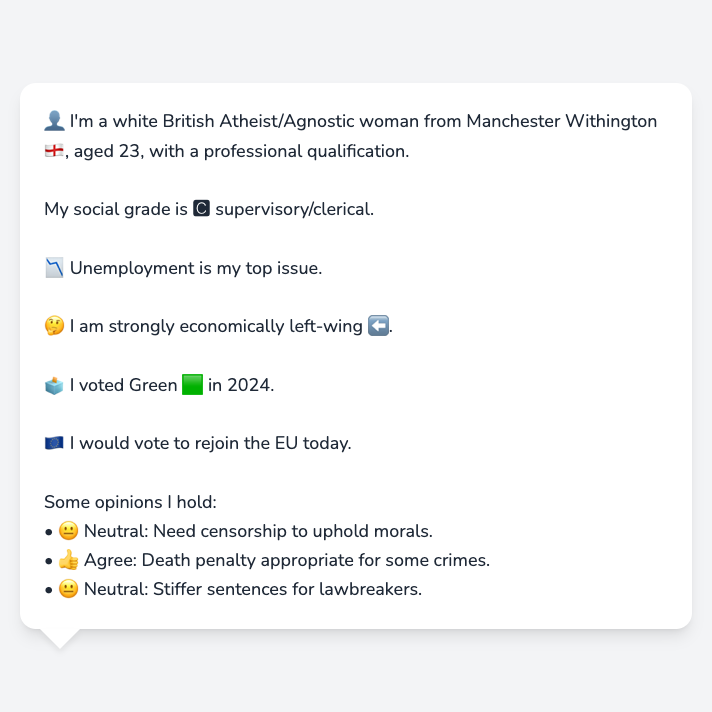 👤 I'm a white British Atheist/Agnostic woman from Manchester Withington
🏴󠁧󠁢󠁥󠁮󠁧󠁿, aged 23, with a professional qualification.
My social grade is 🅲 supervisory/clerical.
📉 Unemployment is my top issue.
🤔 I am strongly economically left-wing ⬅️.
🗳️ I voted Green 🟩 in 2024.
🇪🇺 I would vote to rejoin the EU today.
Some opinions I hold:
• 😐 Neutral: Need censorship to uphold morals.
• 👍 Agree: Death penalty appropriate for some crimes.
• 😐 Neutral: Stiffer sentences for lawbreakers.